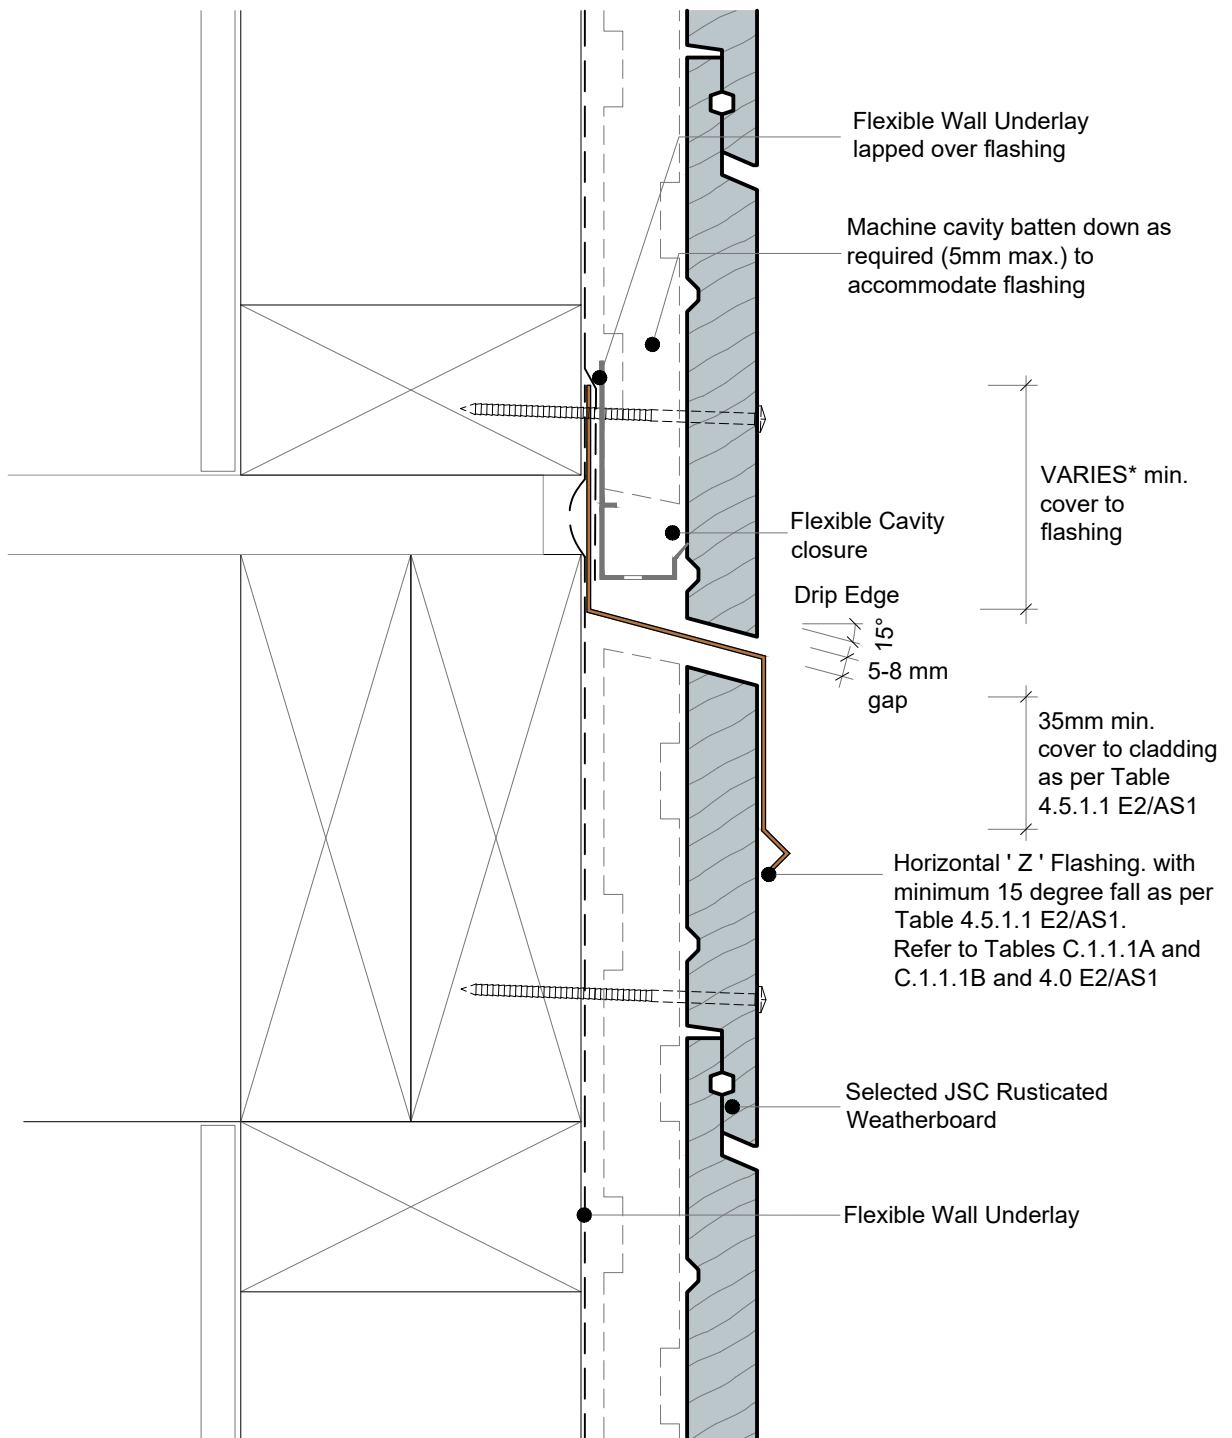 Flexible Wall Underlay
lapped over flashing
Machine cavity batten down as
required (5mm max.) to
accommodate flashing
VARIES* min.
cover to
flashing
Flexible Cavity
closure
Drip Edge
15°
5-8 mm
gap
35mm min.
cover to cladding
as per Table
4.5.1.1 E2/AS1
Horizontal ' Z ' Flashing. with
minimum 15 degree fall as per
Table 4.5.1.1 E2/AS1.
Refer to Tables C.1.1.1A and
C.1.1.1B and 4.0 E2/AS1
Selected JSC Rusticated
Weatherboard
Flexible Wall Underlay